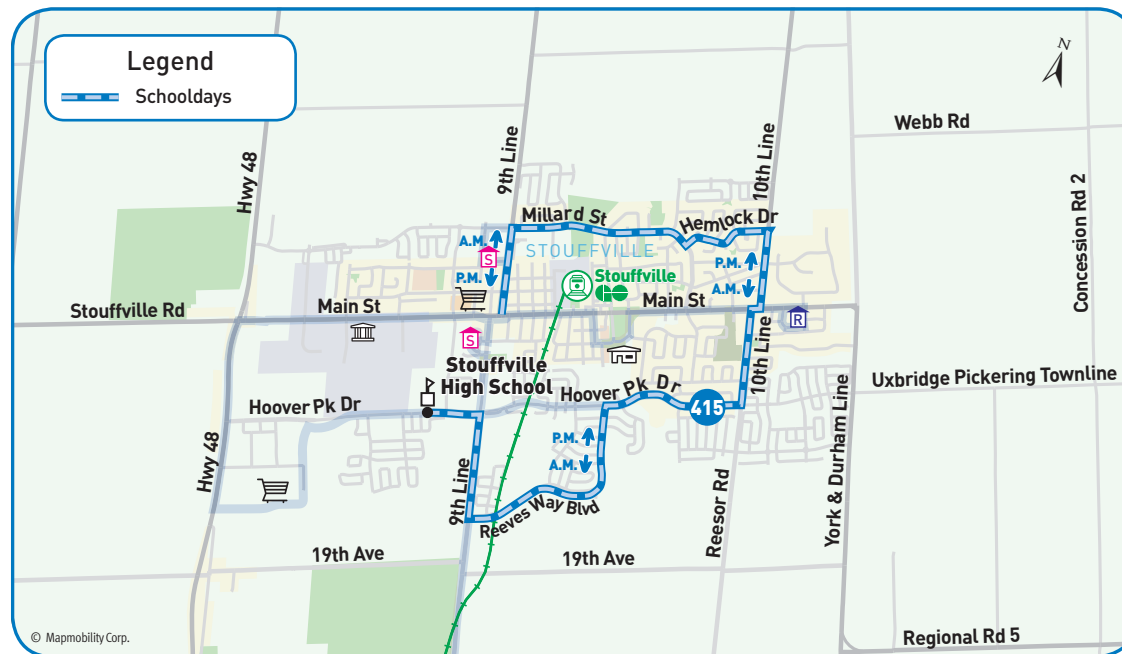 Legend
Schooldays
N
Webb Rd
Hwy 48
9th Line
10th Line
Concession Rd 2
Millard St
Hemlock Dr
A.M.
S
P.M.
STOUFFVILLE
Stouffville
GO
P.M.
A.M.
Stouffville Rd
Main St
Main St
R
S
Stouffville
High School
10th Line
Hoover Pk Dr
Hoover Pk Dr
415
Uxbridge Pickering Townline
P.M.
A.M.
Hwy 48
9th Line
Reeves Way Blvd
Reesor Rd
York & Durham Line
19th Ave
19th Ave
Regional Rd 5
© Mapmobility Corp.